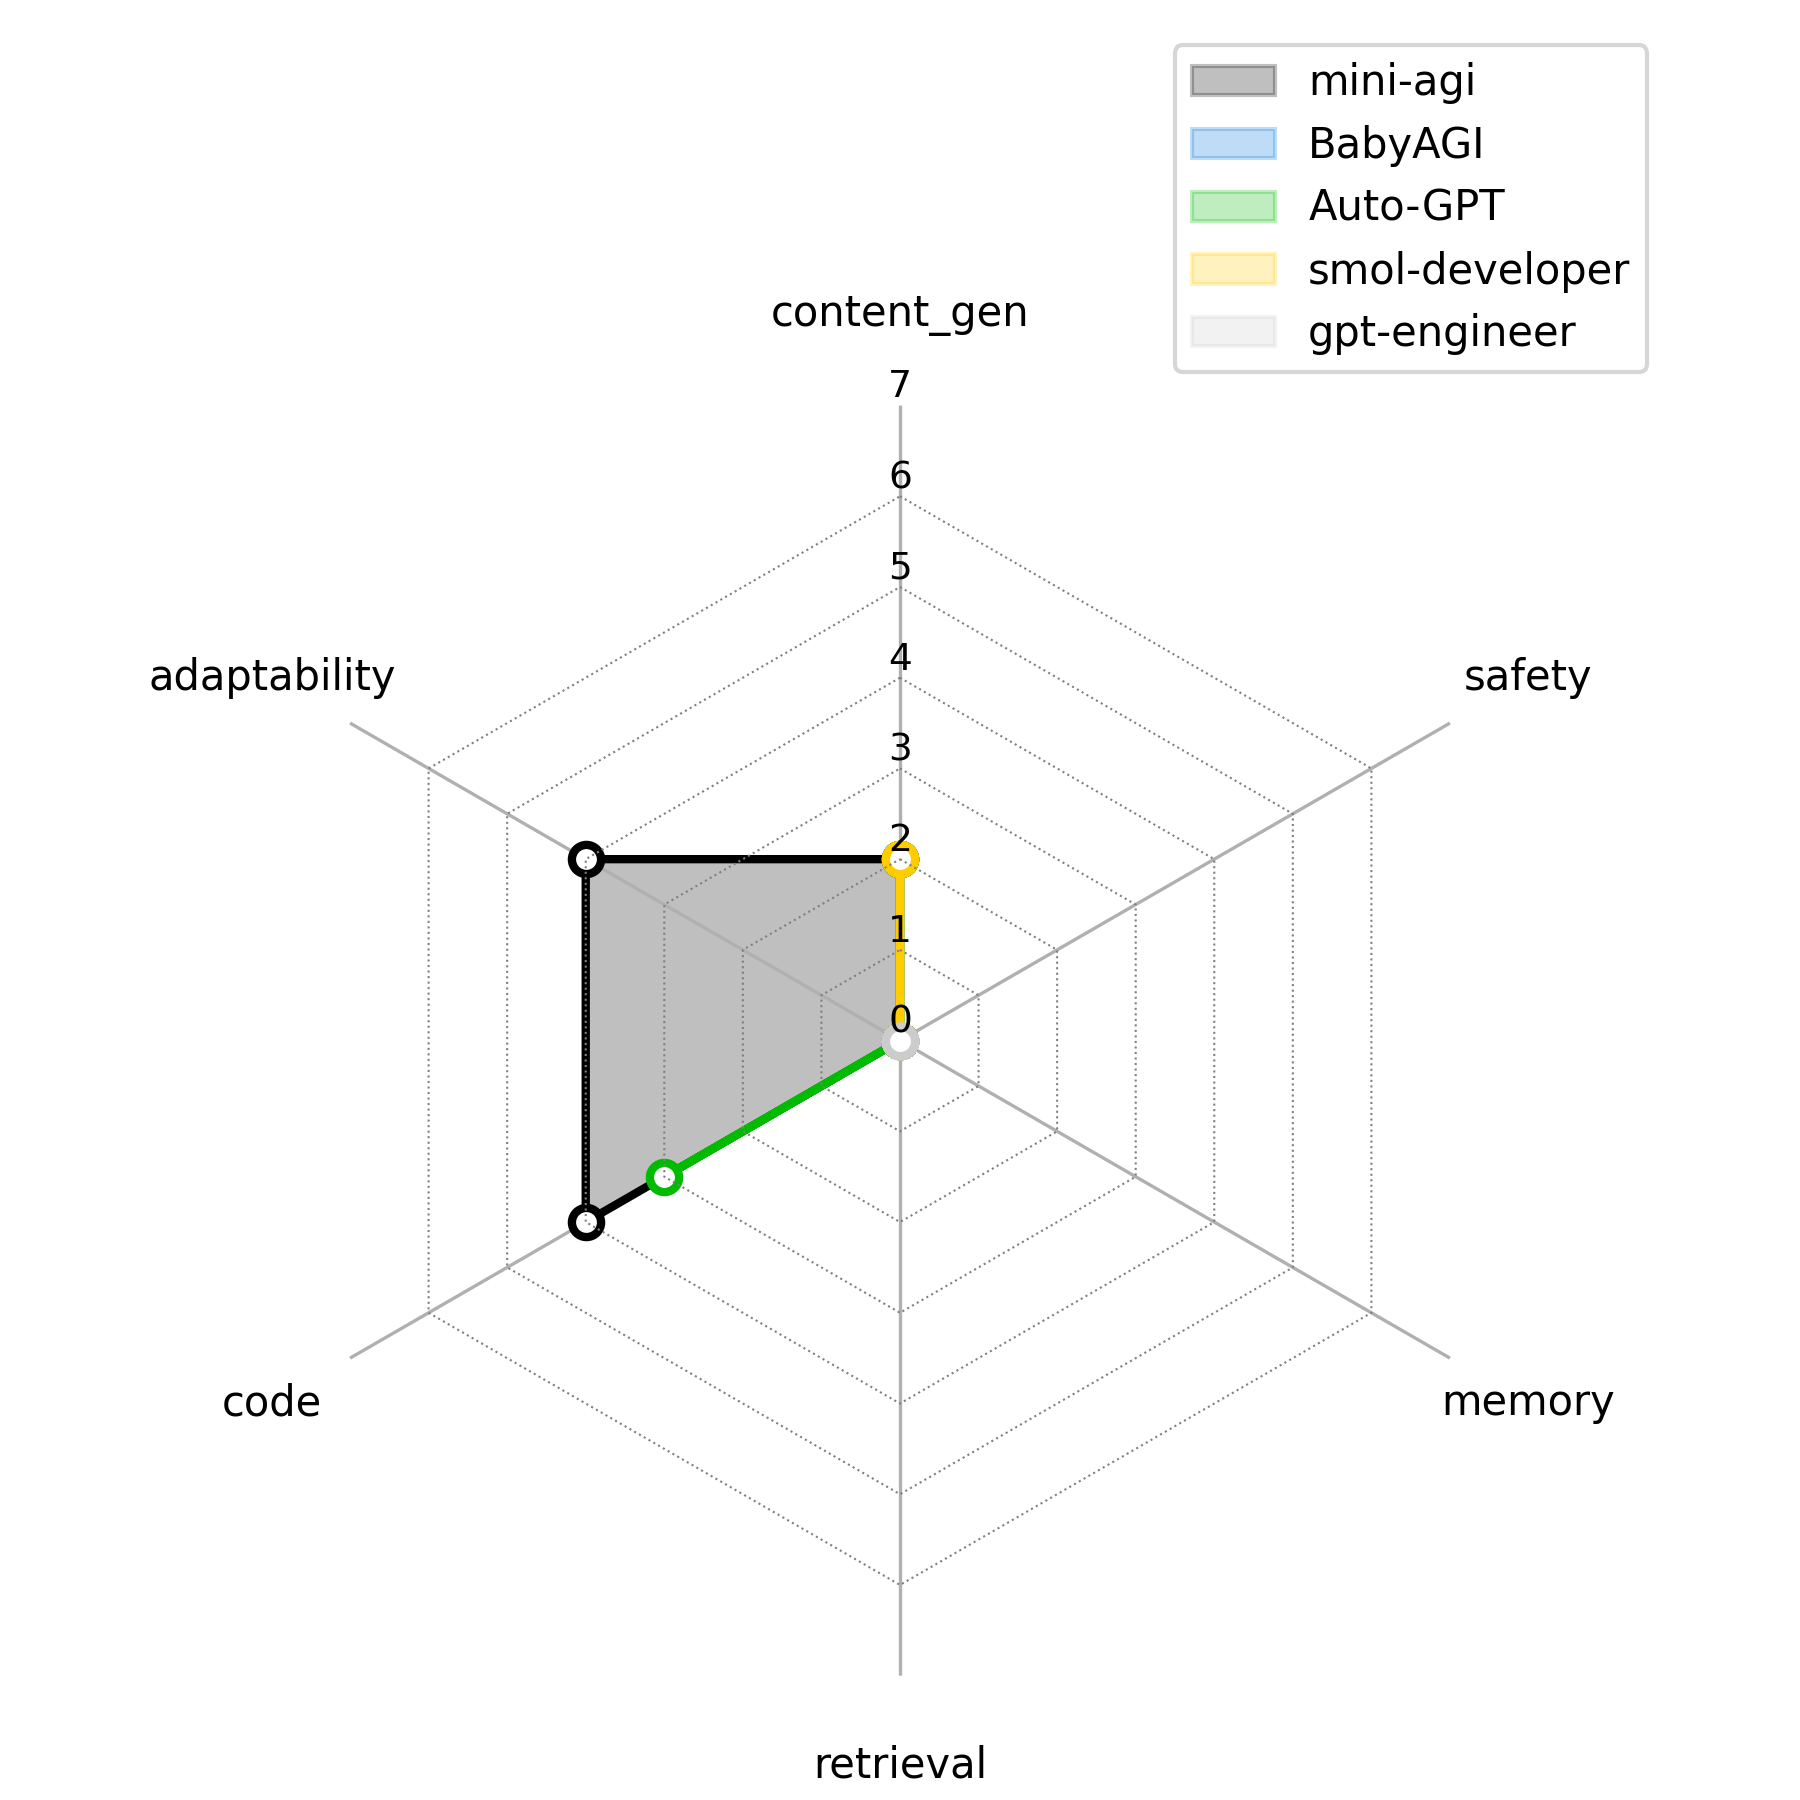 mini-agi
BabyAGI
Auto-GPT
smol-developer
gpt-engineer
content_gen
7
6
5
4
3
2
1
0
adaptability
safety
code
memory
retrieval